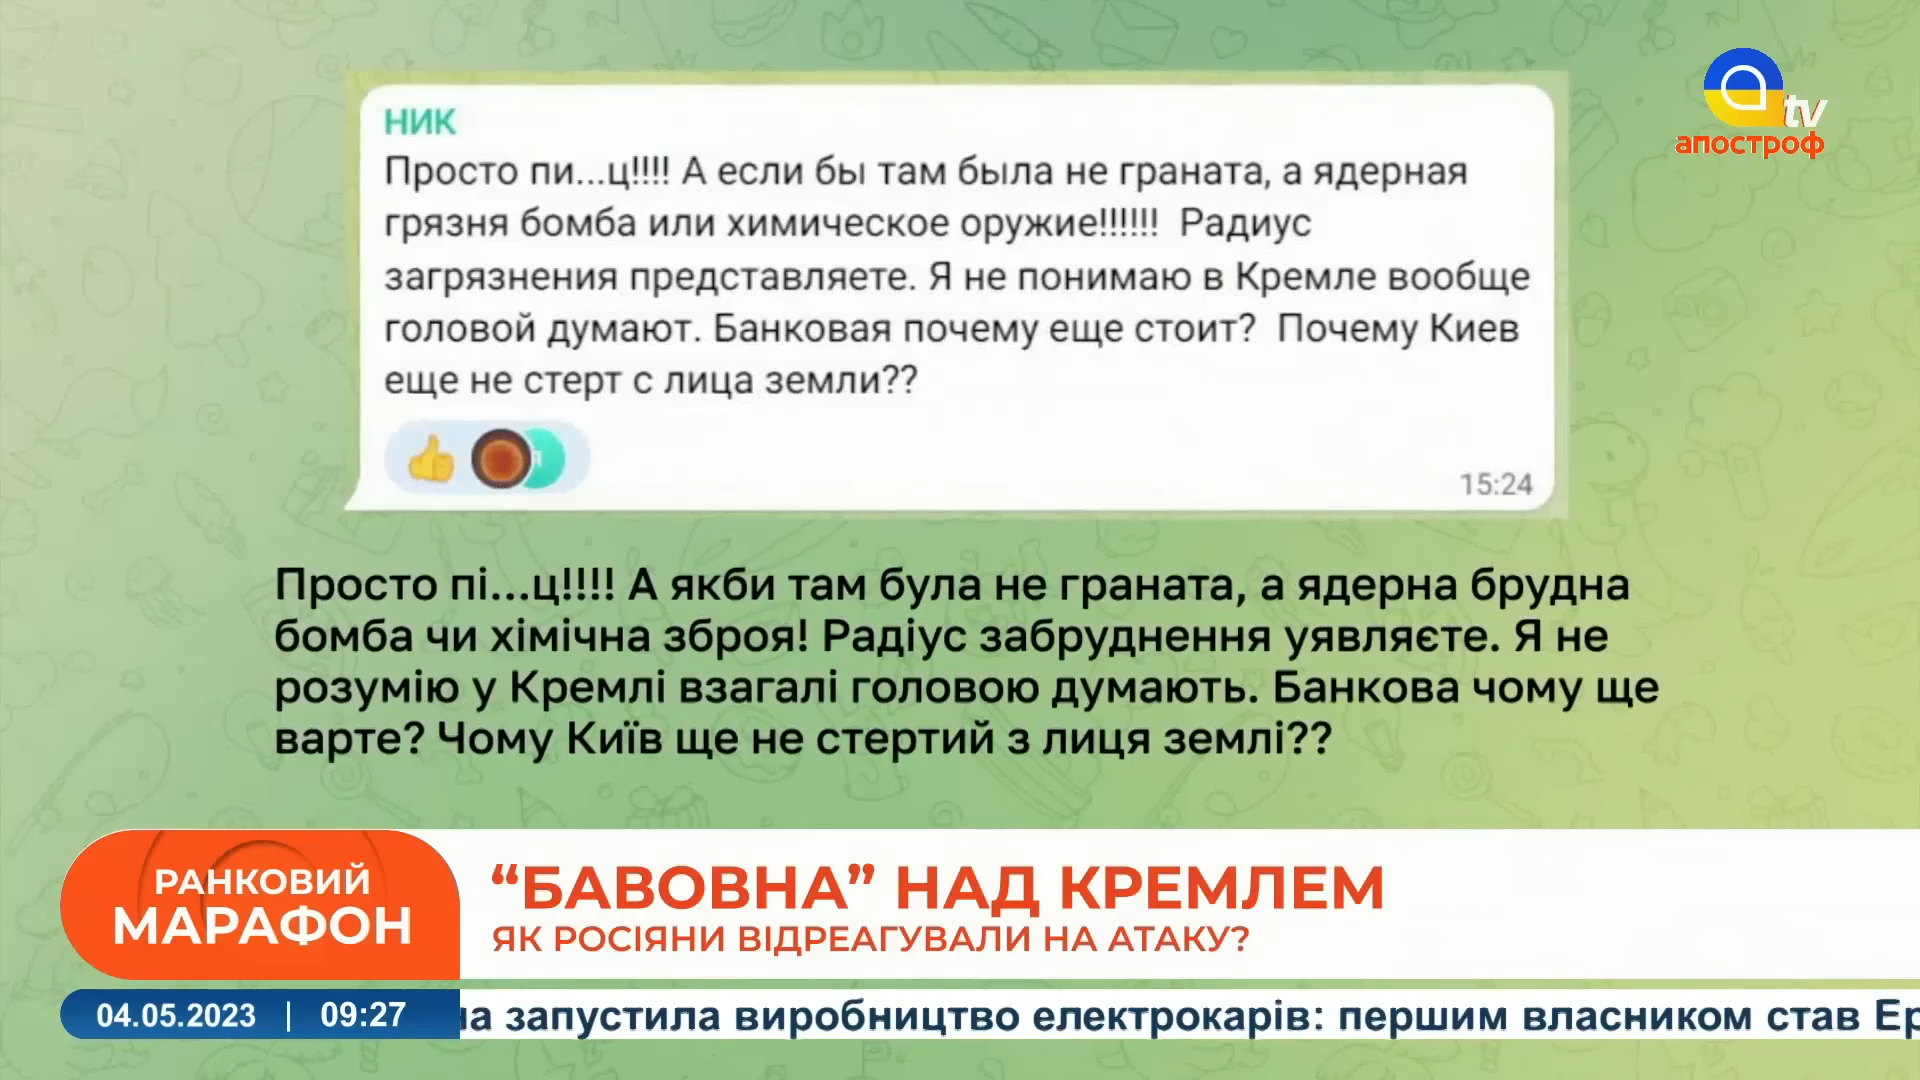 tv
апостроф
НИК
Просто пи...ц!!!! А если бы там была не граната, а ядерная
грязня бомба или химическое оружие!!!!!! Радиус
загрязнения представляете. Я не понимаю в Кремле вообще
головой думают. Банковая почему еще стоит? Почему Киев
еще не стерт с лица земли??
15:24
Просто пі...ц!!!! А якби там була не граната, а ядерна брудна
бомба чи хімічна зброя! Радіус забруднення уявляєте. Я не
розумію у Кремлі взагалі головою думають. Банкова чому ще
варте? Чому Київ ще не стертий з лиця землі??
РАНКОВИЙ
МАРАФОН
“БАВОВНА” НАД КРЕМЛЕМ
ЯК РОСІЯНИ ВІДРЕАГУВАЛИ НА АТАКУ?
04.05.2023 | 09:27
на запустила виробництво електрокарів: першим власником став Ер